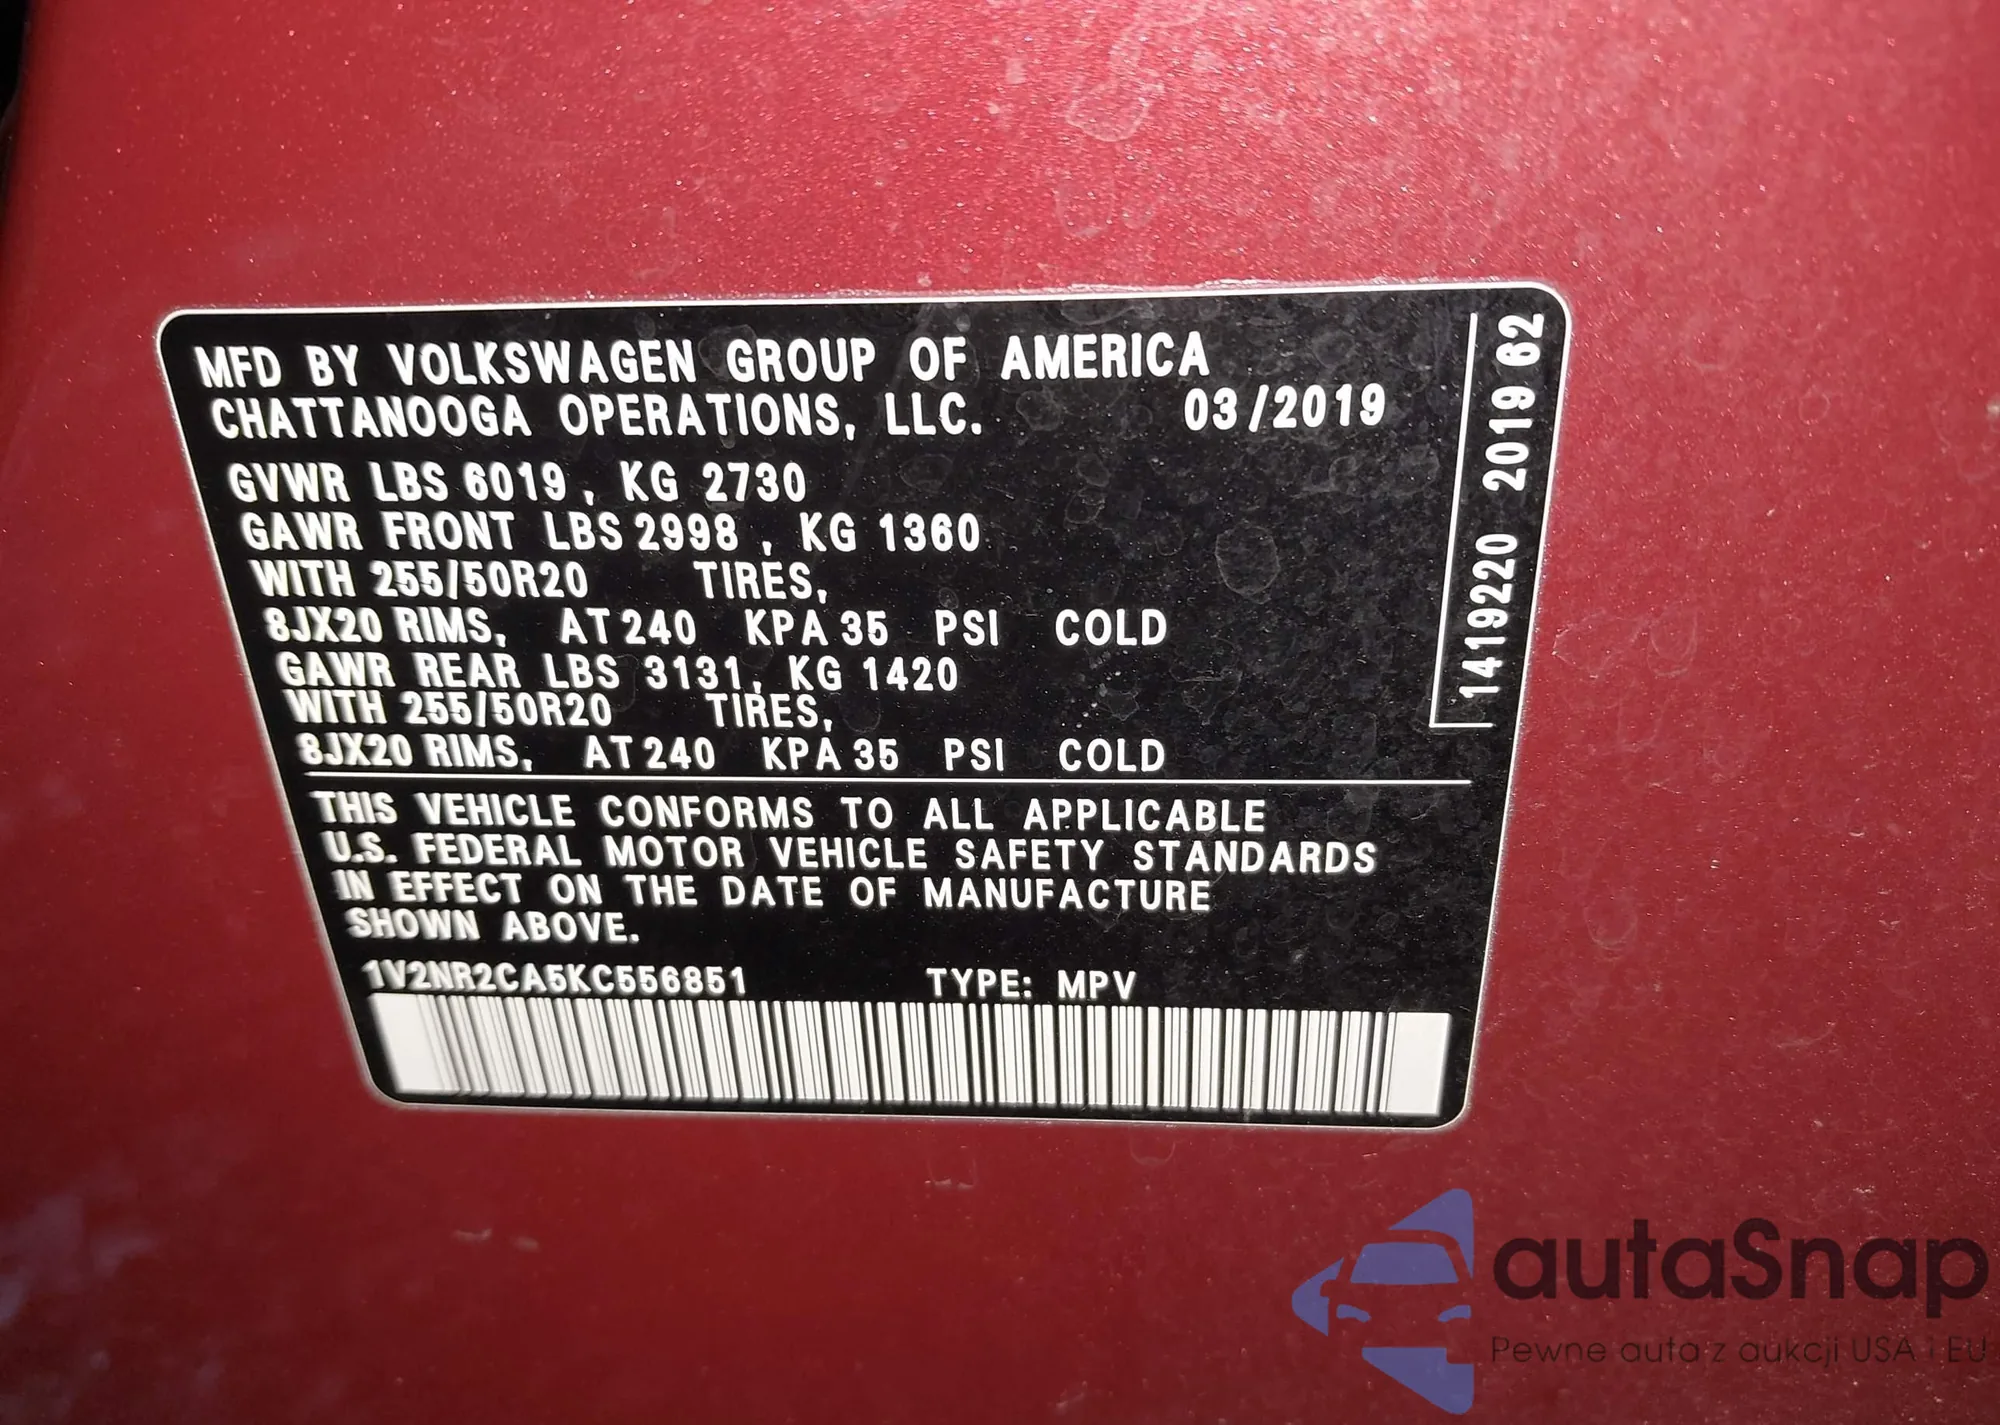 MFD BY VOLKSWAGEN GROUP OF AMERICA
CHATTANOOGA OPERATIONS, LLC. 03/2019
GVWR LBS 6019, KG 2730
GAWR FRONT LBS 2998, KG 1360
WITH 255/50R20 TIRES,
8JX20 RIMS, AT 240 KPA 35 PSI COLD
GAWR REAR LBS 3131, KG 1420
WITH 255/50R20 TIRES,
8JX20 RIMS, AT 240 KPA 35 PSI COLD
THIS VEHICLE CONFORMS TO ALL APPLICABLE
U.S. FEDERAL MOTOR VEHICLE SAFETY STANDARDS
IN EFFECT ON THE DATE OF MANUFACTURE
SHOWN ABOVE.
1V2NR2CA5KC556851 TYPE: MPV
1419220 2019 62
autaSnap
Pewne auta z aukcji USA i EU